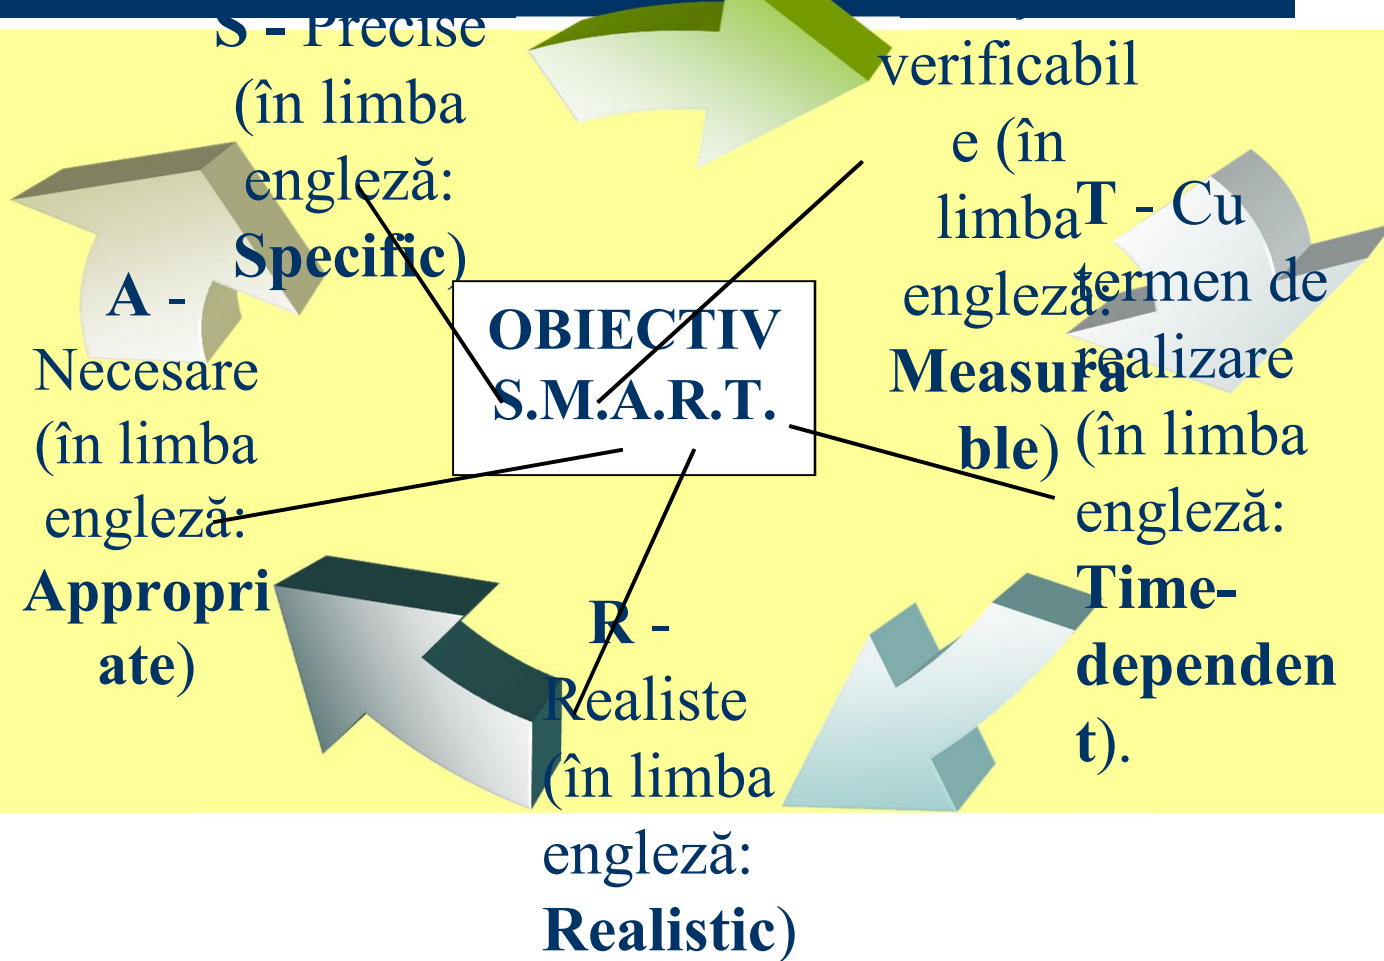 S - Precise
(în limba
engleză:
Specific)
verificabil
e (în
limba
engleză:
Measura
ble)
T - Cu
termen de
realizare
(în limba
engleză:
Time-
dependen
t).
OBIECTIV
S.M.A.R.T.
A -
Necesare
(în limba
engleză:
Appropri
ate)
R -
Realiste
(în limba
engleză:
Realistic)